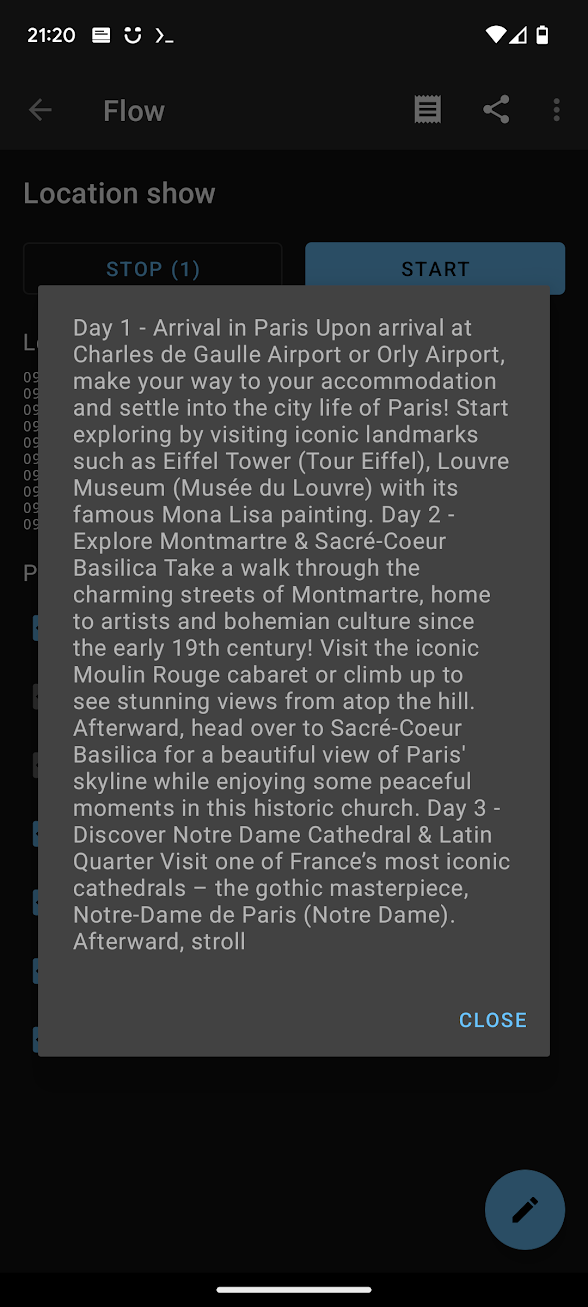 21:20
Flow
Location show
STOP (1)
START
Day 1 - Arrival in Paris Upon arrival at
Charles de Gaulle Airport or Orly Airport,
make your way to your accommodation
and settle into the city life of Paris! Start
exploring by visiting iconic landmarks
such as Eiffel Tower (Tour Eiffel), Louvre
Museum (Musée du Louvre) with its
famous Mona Lisa painting. Day 2 -
Explore Montmartre & Sacré-Coeur
Basilica Take a walk through the
charming streets of Montmartre, home
to artists and bohemian culture since
the early 19th century! Visit the iconic
Moulin Rouge cabaret or climb up to
see stunning views from atop the hill.
Afterward, head over to Sacré-Coeur
Basilica for a beautiful view of Paris'
skyline while enjoying some peaceful
moments in this historic church. Day 3 -
Discover Notre Dame Cathedral & Latin
Quarter Visit one of France’s most iconic
cathedrals – the gothic masterpiece,
Notre-Dame de Paris (Notre Dame).
Afterward, stroll
CLOSE